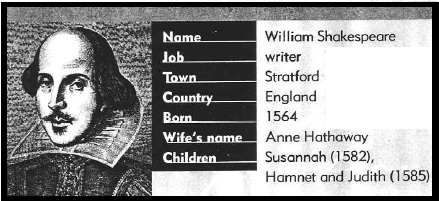 Name William Shakespeare
Job writer
Town Stratford
Country England
Born 1564
Wife's name Anne Hathaway
Children Susannah (1582),
Hamnet and Judith (1585)